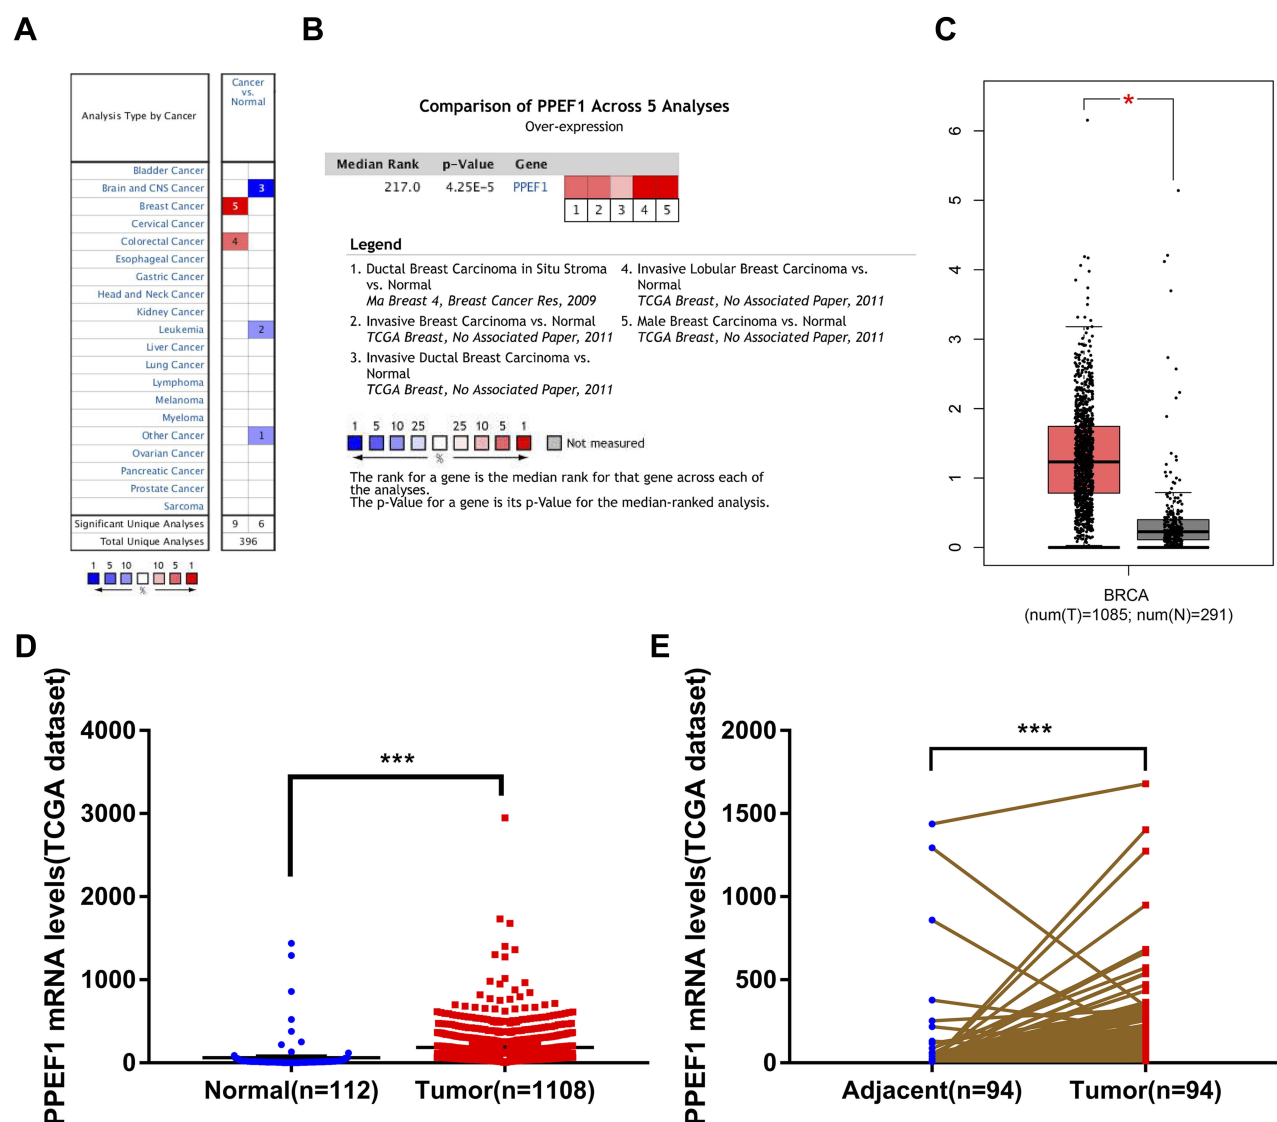 A
B
C
Analysis Type by Cancer
Cancer
vs.
Normal
Bladder Cancer
Brain and CNS Cancer 3
Breast Cancer 5
Cervical Cancer
Colorectal Cancer 4
Esophageal Cancer
Gastric Cancer
Head and Neck Cancer
Kidney Cancer
Leukemia 2
Liver Cancer
Lung Cancer
Lymphoma
Melanoma
Myeloma
Other Cancer 1
Ovarian Cancer
Pancreatic Cancer
Prostate Cancer
Sarcoma
Significant Unique Analyses 9 6
Total Unique Analyses 396
1 5 10 10 5 1
%
Comparison of PPEF1 Across 5 Analyses
Over-expression
Median Rank p-Value Gene
217.0 4.25E-5 PPEF1
1 2 3 4 5
Legend
1. Ductal Breast Carcinoma in Situ Stroma
vs. Normal
Ma Breast 4, Breast Cancer Res, 2009
2. Invasive Breast Carcinoma vs. Normal
TCGA Breast, No Associated Paper, 2011
3. Invasive Ductal Breast Carcinoma vs.
Normal
TCGA Breast, No Associated Paper, 2011
4. Invasive Lobular Breast Carcinoma vs.
Normal
TCGA Breast, No Associated Paper, 2011
5. Male Breast Carcinoma vs. Normal
TCGA Breast, No Associated Paper, 2011
1 5 10 25 25 10 5 1
% Not measured
The rank for a gene is the median rank for that gene across each of
the analyses.
The p-Value for a gene is its p-Value for the median-ranked analysis.
*
6
5
4
3
2
1
0
BRCA
(num(T)=1085; num(N)=291)
D
PPEF1 mRNA levels(TCGA dataset)
4000
3000
2000
1000
0
***
Normal(n=112) Tumor(n=1108)
E
PPEF1 mRNA levels(TCGA dataset)
2000
1500
1000
500
0
***
Adjacent(n=94) Tumor(n=94)